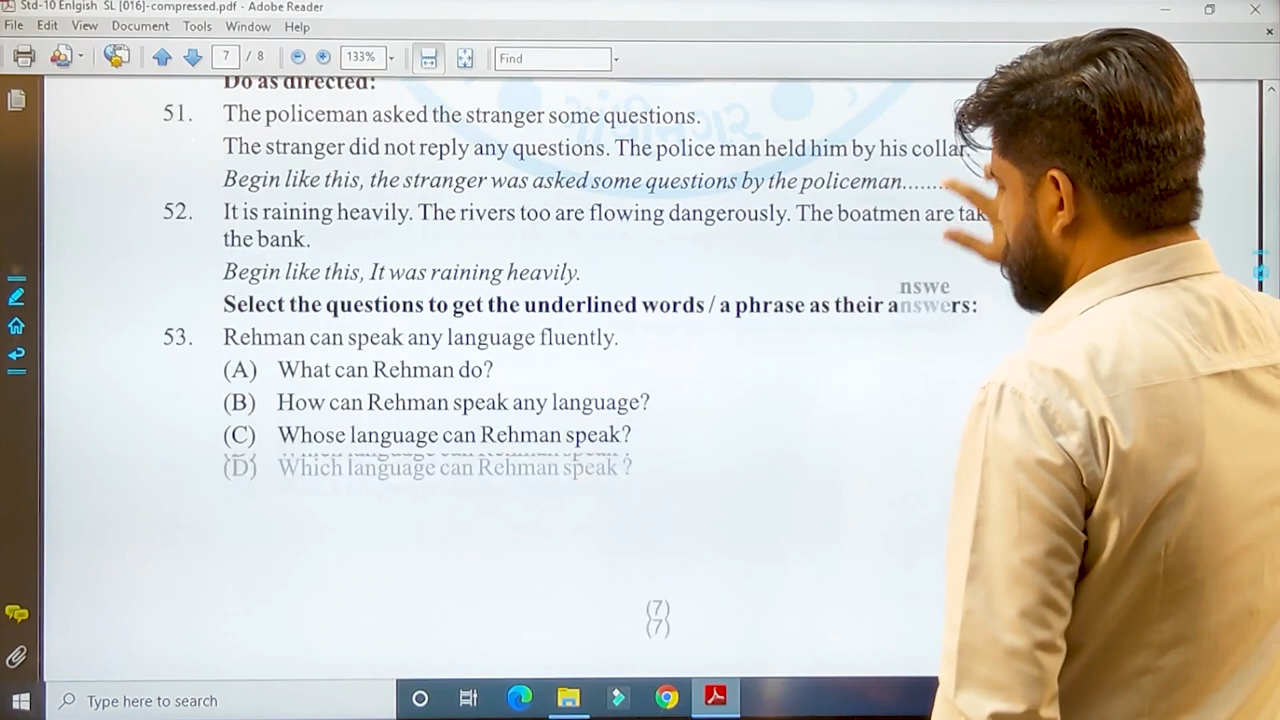 Std-10 Enlgish SL [016]-compressed.pdf - Adobe Reader
File Edit View Document Tools Window Help
7 / 8 133% Find
Do as directed:
51. The policeman asked the stranger some questions.
The stranger did not reply any questions. The police man held him by his collar.
Begin like this, the stranger was asked some questions by the policeman........
52. It is raining heavily. The rivers too are flowing dangerously. The boatmen are
the bank.
Begin like this, It was raining heavily.
nswe
Select the questions to get the underlined words / a phrase as their answers:
53. Rehman can speak any language fluently.
(A) What can Rehman do?
(B) How can Rehman speak any language?
(C) Whose language can Rehman speak?
(D) Which language can Rehman speak ?
(7)
(7)
Type here to search